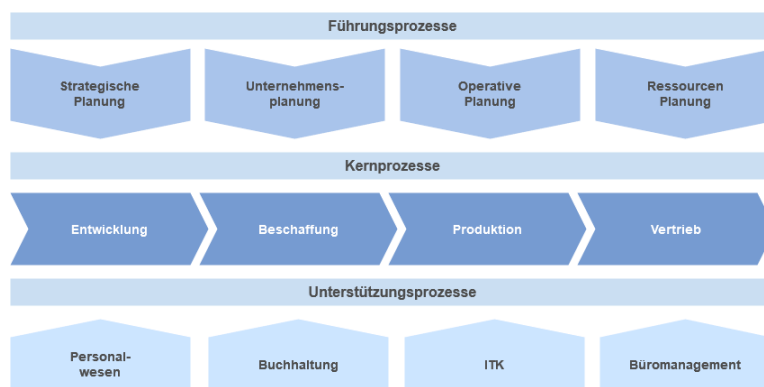 Führungsprozesse
Strategische
Planung
Unternehmens-
planung
Operative
Planung
Ressourcen
Planung
Kernprozesse
Entwicklung
Beschaffung
Produktion
Vertrieb
Unterstützungsprozesse
Personal-
wesen
Buchhaltung
ITK
Büromanagement